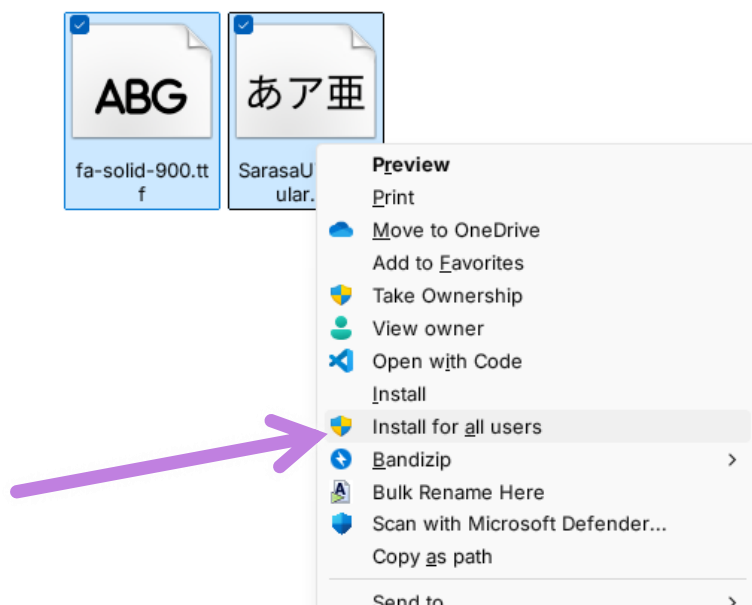 ABG
あア亜
fa-solid-900.tt
f
SarasaU
ular.
Preview
Print
Move to OneDrive
Add to Favorites
Take Ownership
View owner
Open with Code
Install
Install for all users
Bandizip
Bulk Rename Here
Scan with Microsoft Defender...
Copy as path
Send to